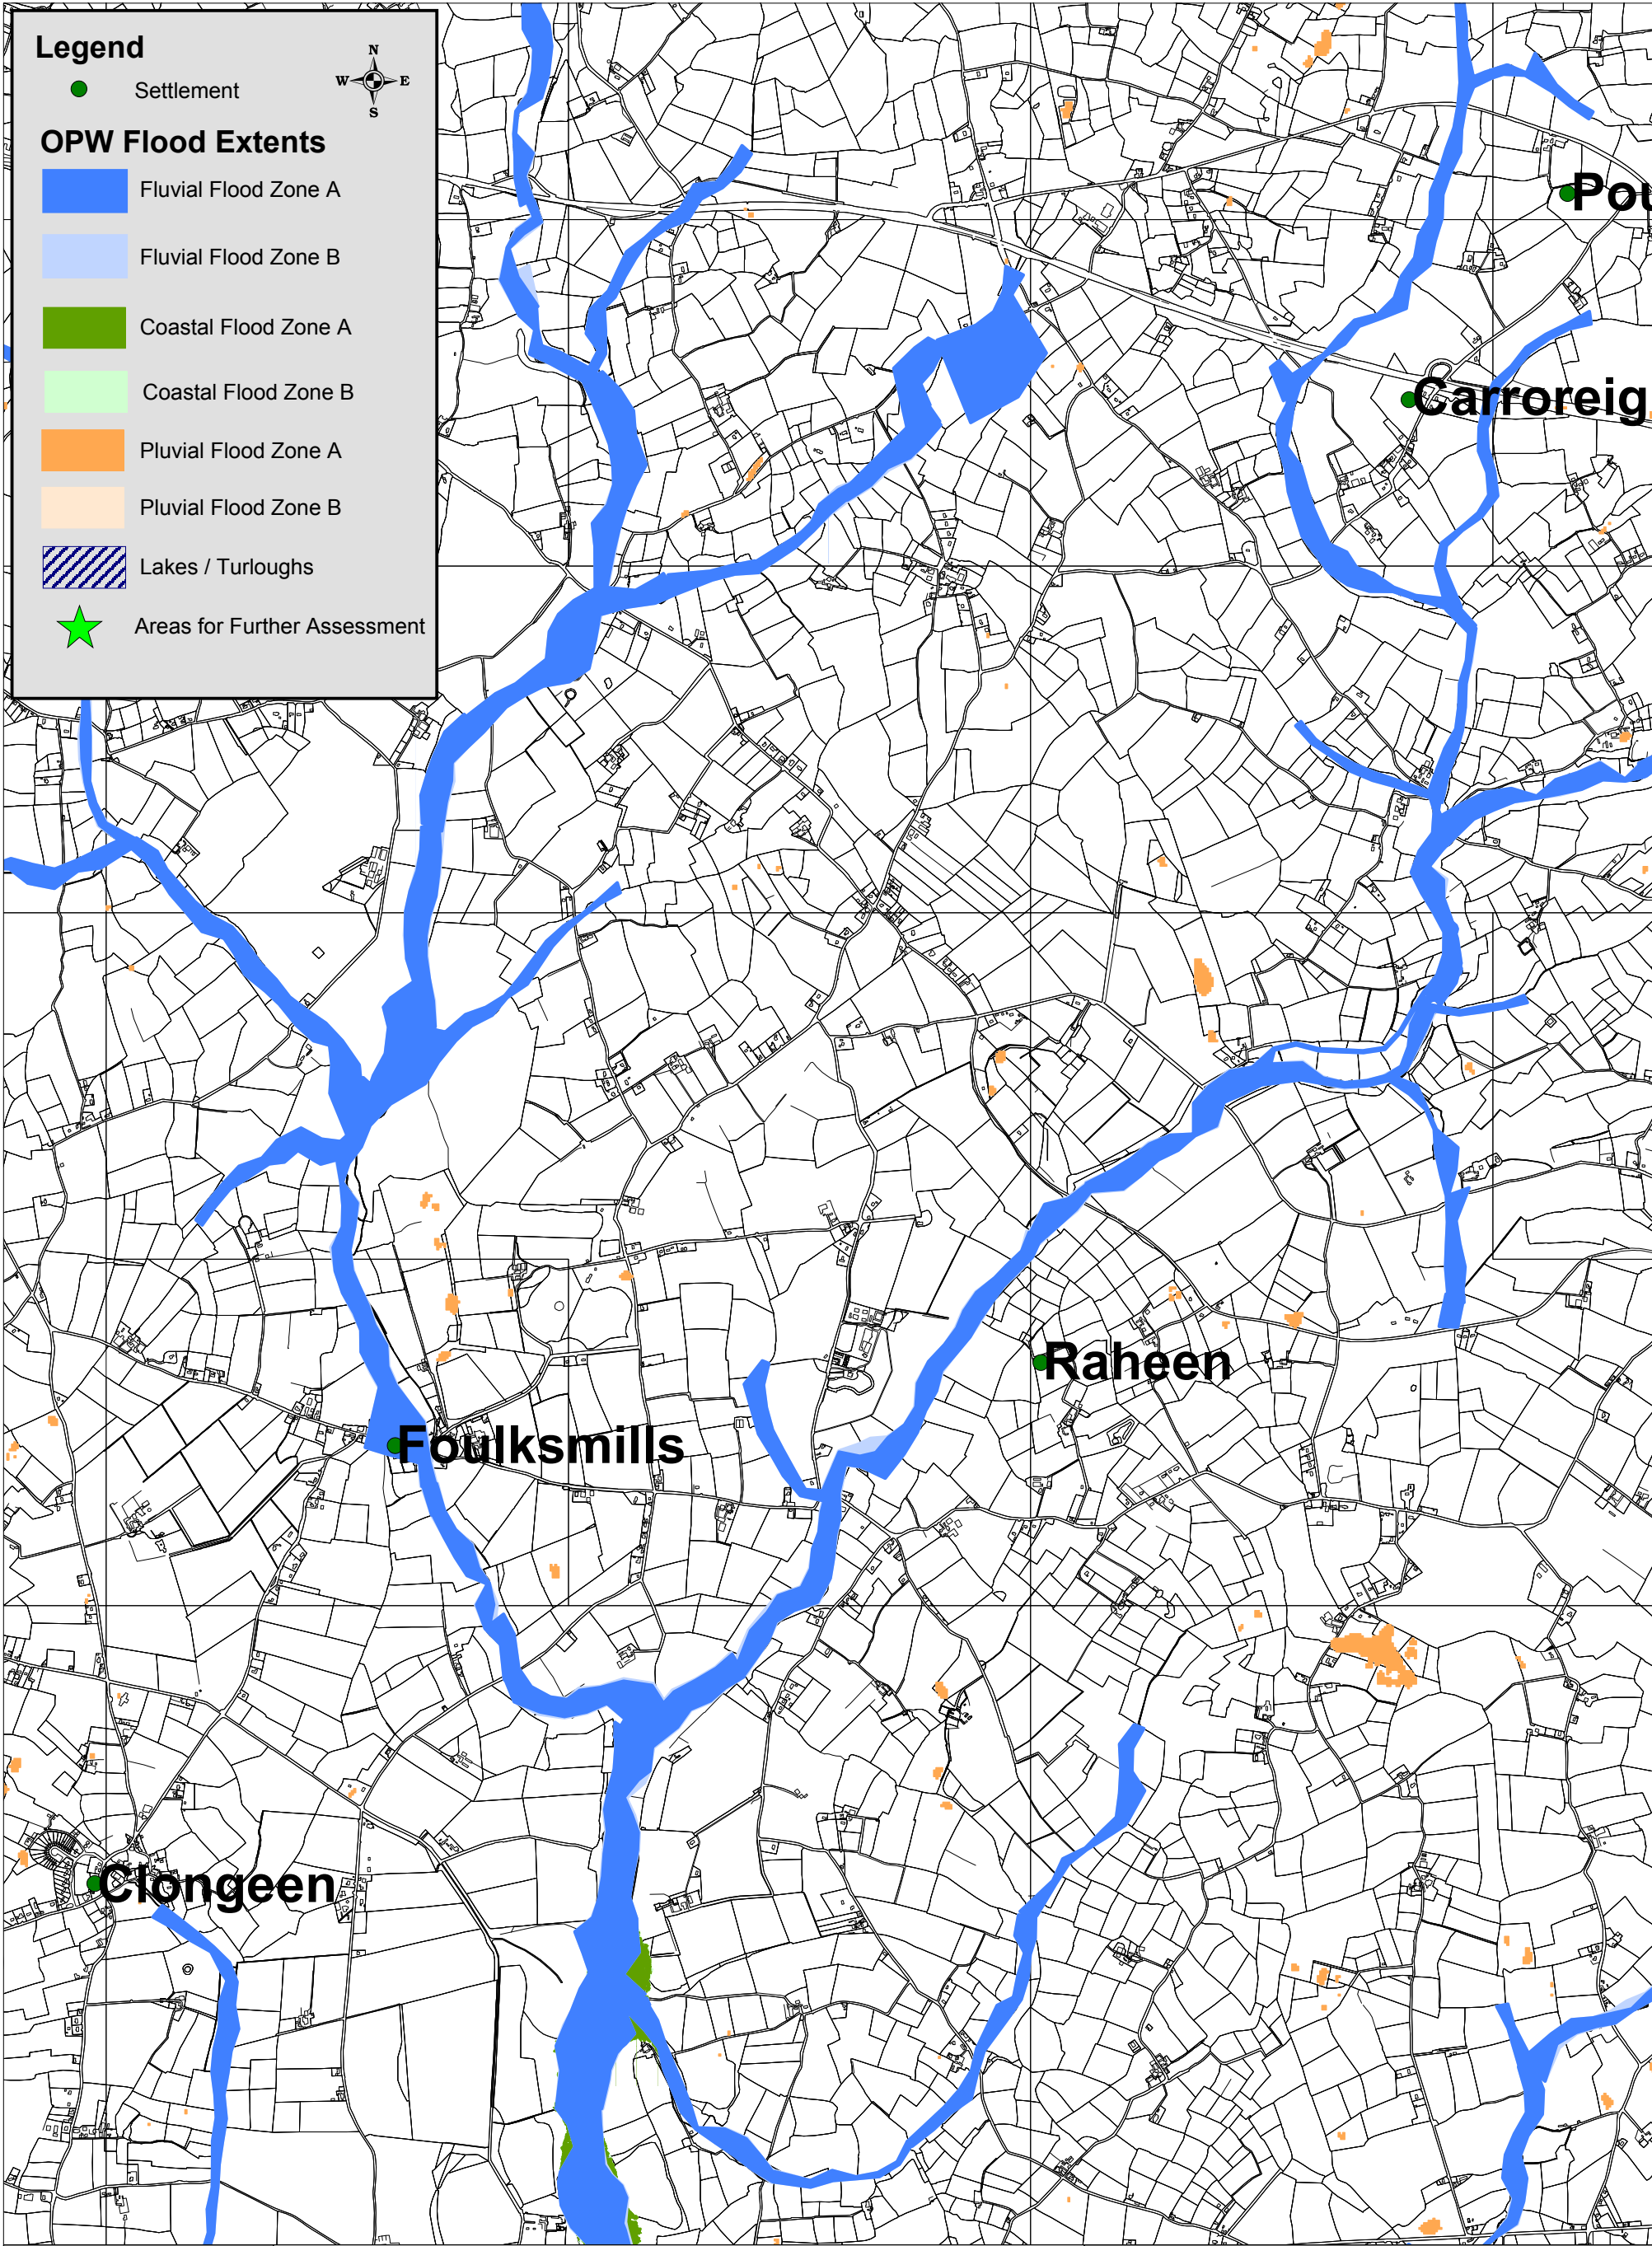 Legend
N
W E
S
Settlement
OPW Flood Extents
Fluvial Flood Zone A
Fluvial Flood Zone B
Coastal Flood Zone A
Coastal Flood Zone B
Pluvial Flood Zone A
Pluvial Flood Zone B
Lakes / Turloughs
Areas for Further Assessment
Pou
Carroreig
Raheen
Foulksmills
Clongeen